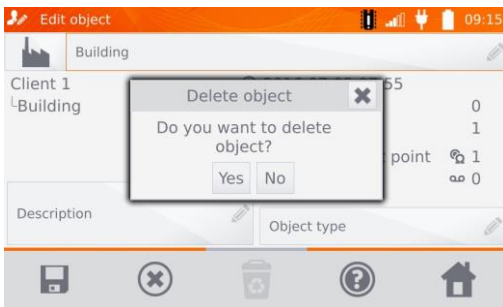 Edit object
09:15
Building
Client 1
Building
55
0
1
point 1
0
Delete object
Do you want to delete
object?
Yes No
Description
Object type